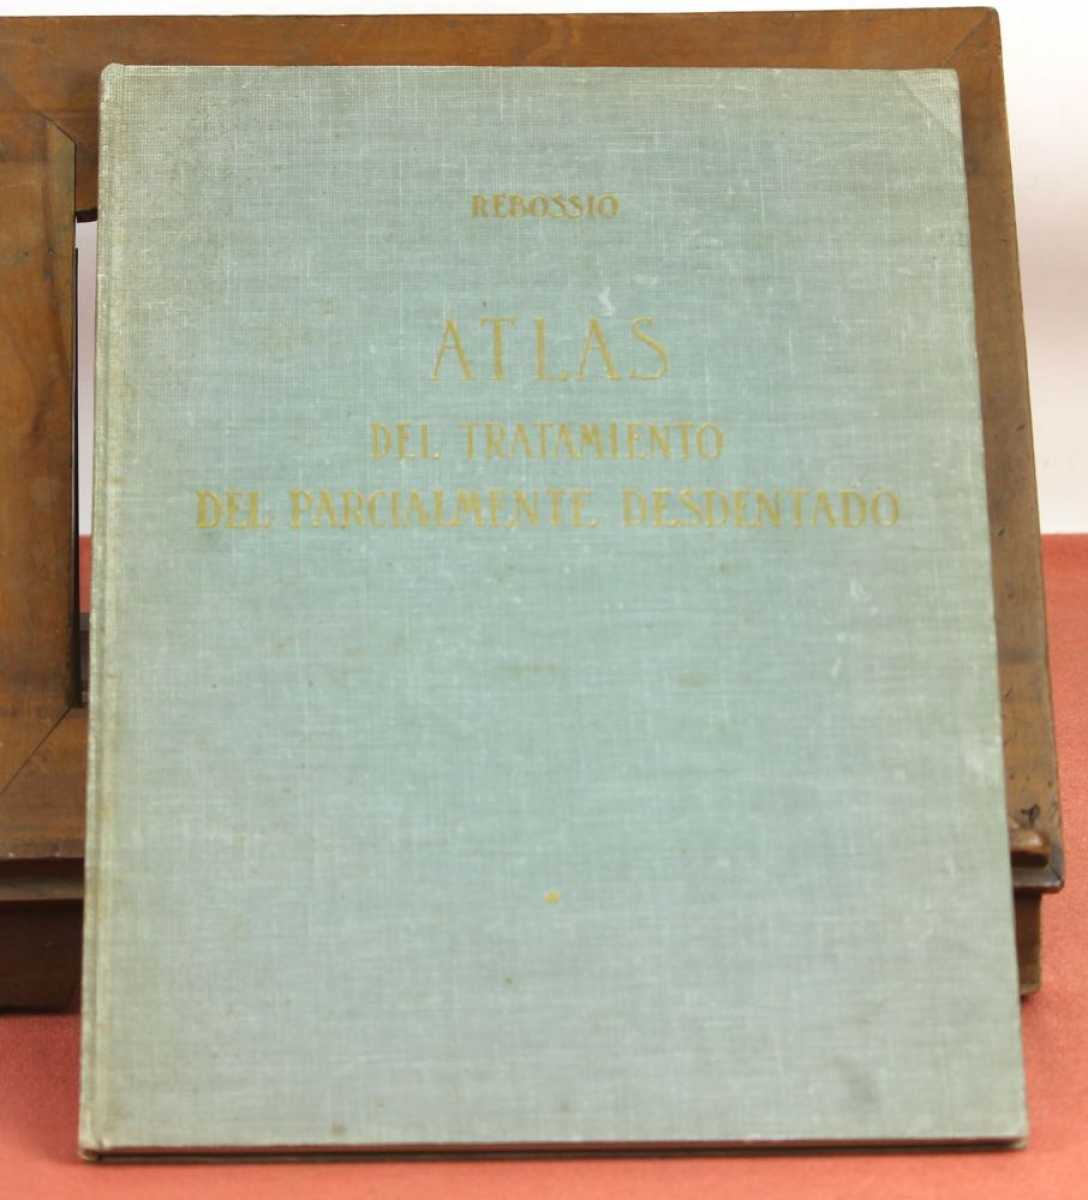 REBOSSIO
ATLAS
DEL TRATAMIENTO
DEL PARCIALMENTE DESDENTADO